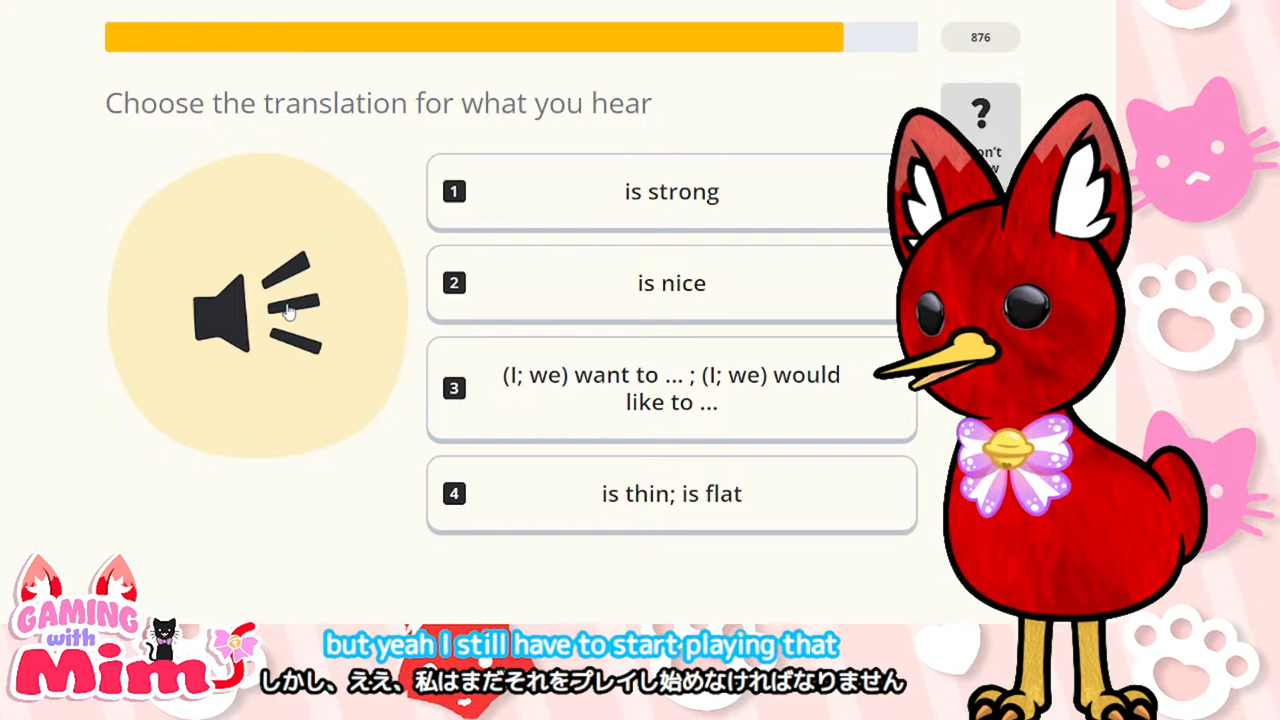 876
Choose the translation for what you hear
?
1 is strong
2 is nice
3 (I; we) want to ... ; (I; we) would
like to ...
4 is thin; is flat
GAMING
with
Mim
but yeah I still have to start playing that
しかし、ええ、私はまだそれをプレイし始めなければなりません